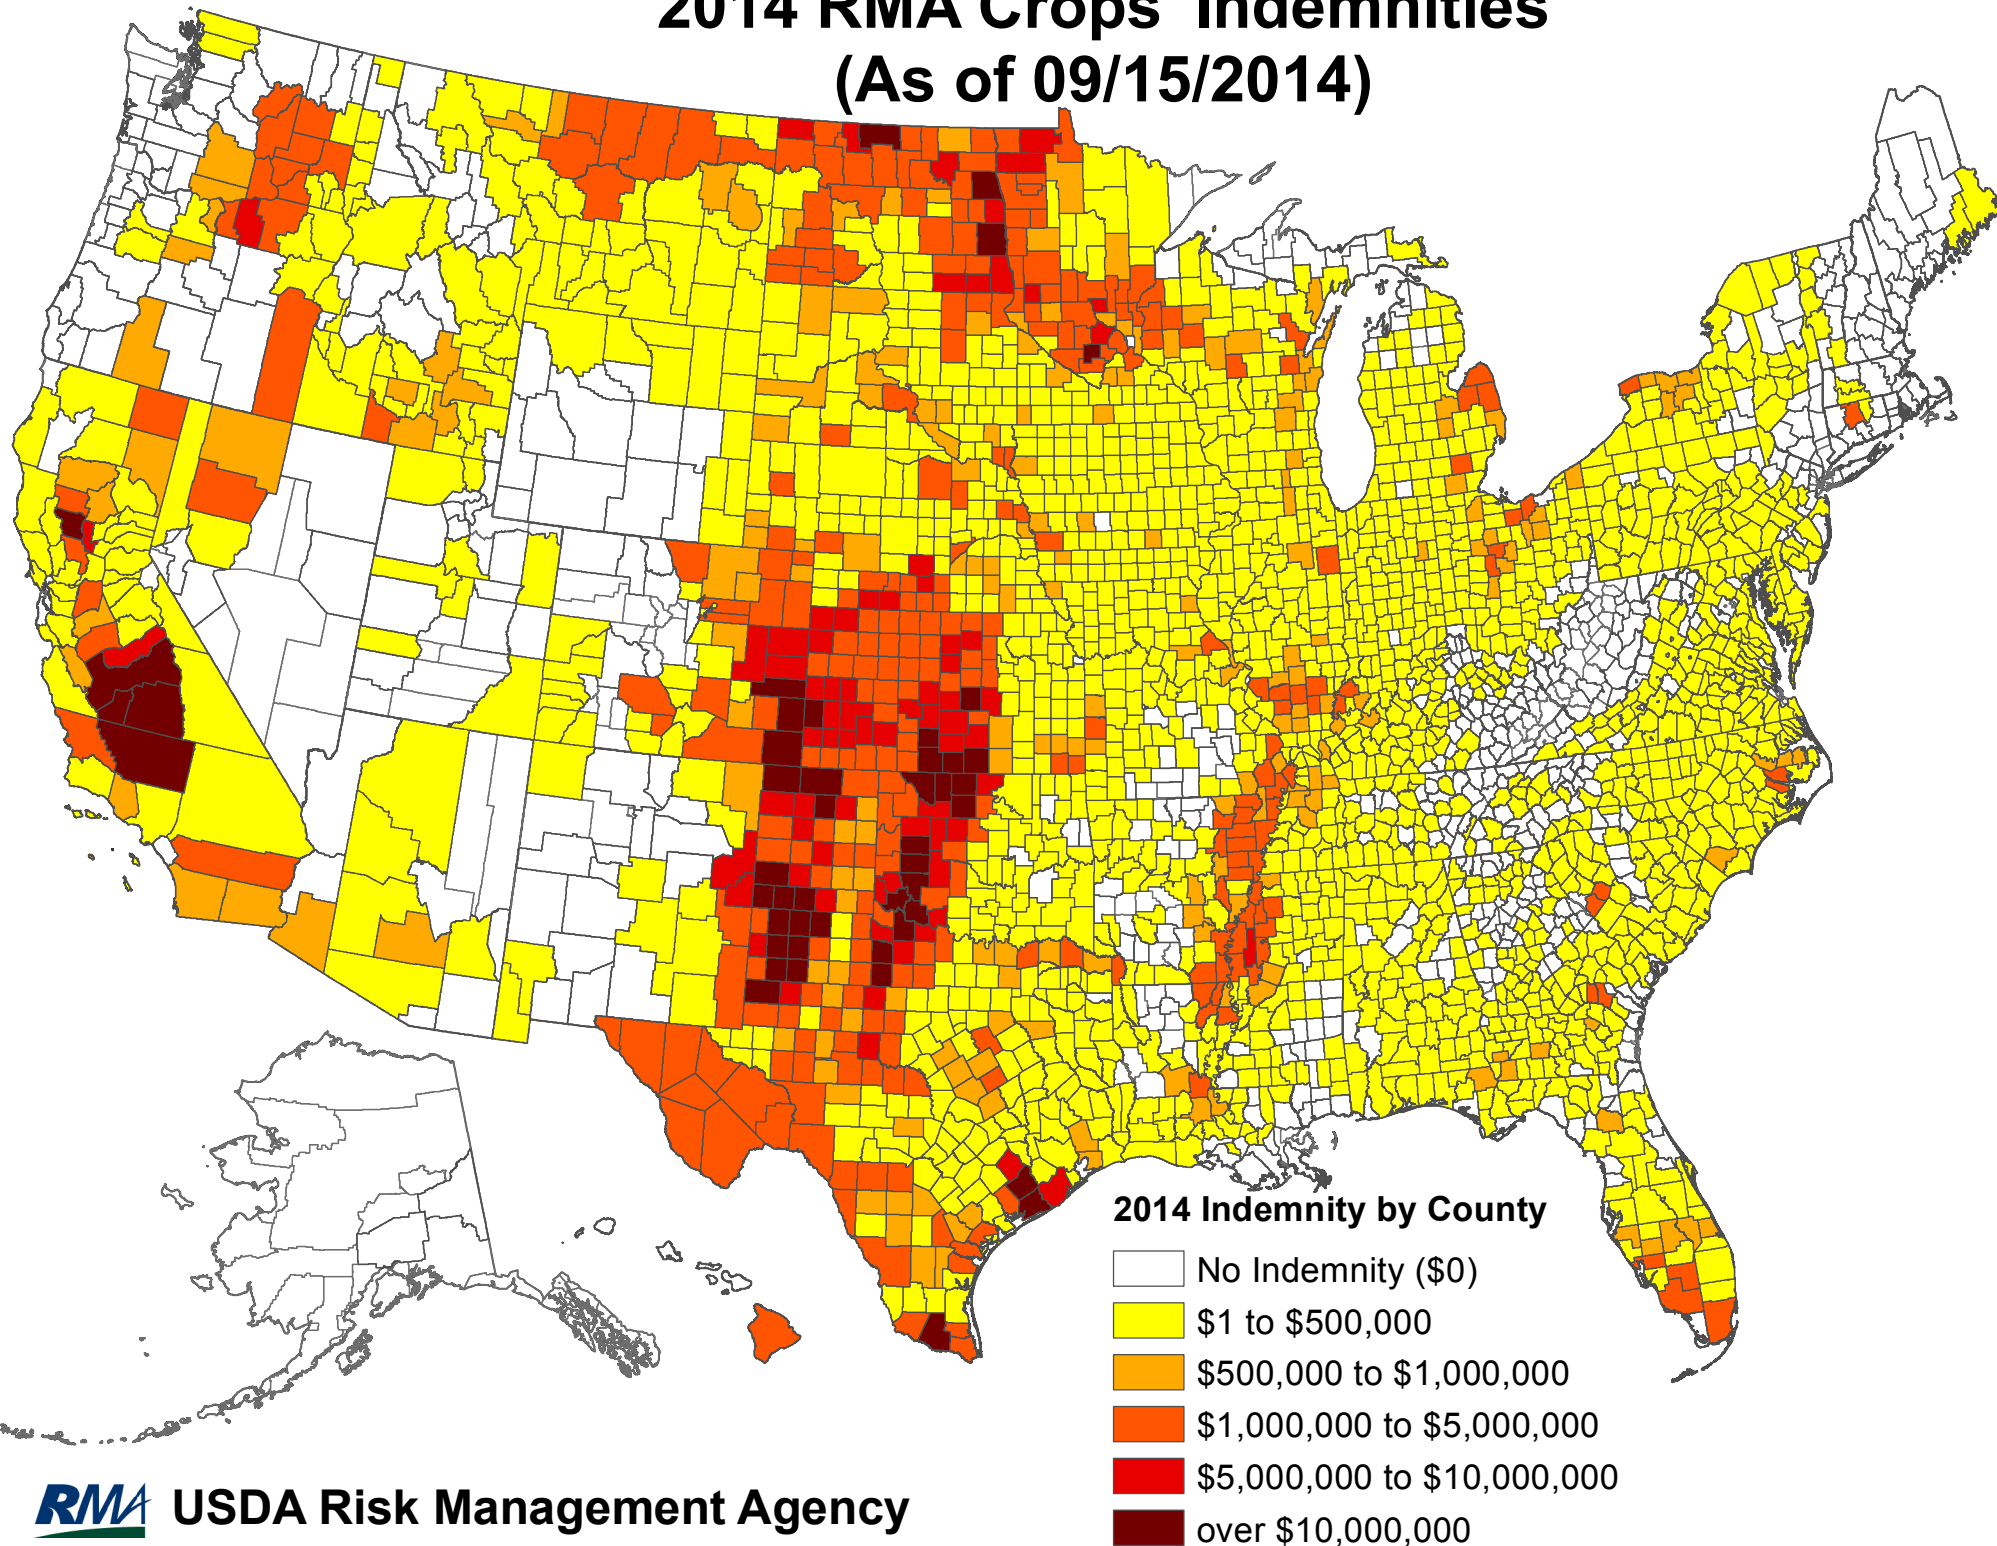 2014 RMA Crops' Indemnities
(As of 09/15/2014)
2014 Indemnity by County
No Indemnity ($0)
$1 to $500,000
$500,000 to $1,000,000
$1,000,000 to $5,000,000
$5,000,000 to $10,000,000
over $10,000,000
RMA USDA Risk Management Agency